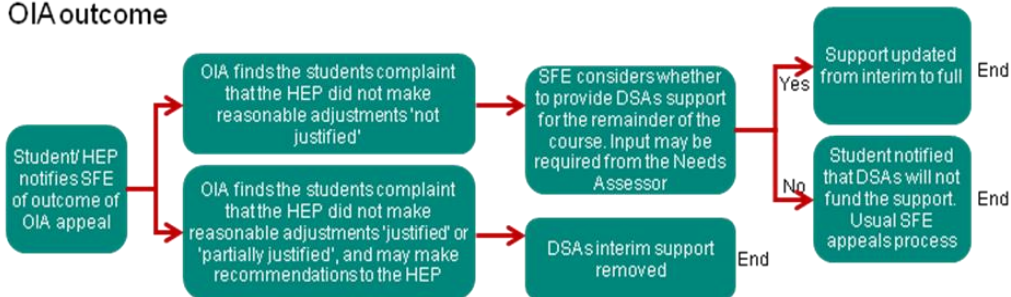 OIA outcome
Student/ HEP
notifies SFE
of outcome of
OIA appeal
OIA finds the students complaint
that the HEP did not make
reasonable adjustments 'not
justified'
OIA finds the students complaint
that the HEP did not make
reasonable adjustments 'justified' or
'partially justified', and may make
recommendations to the HEP
SFE considers whether
to provide DSAs support
for the remainder of the
course. Input may be
required from the Needs
Assessor
DSAs interim support
removed
End
Yes
Support updated
from interim to full
End
No
Student notified
that DSAs will not
fund the support.
Usual SFE
appeals process
End